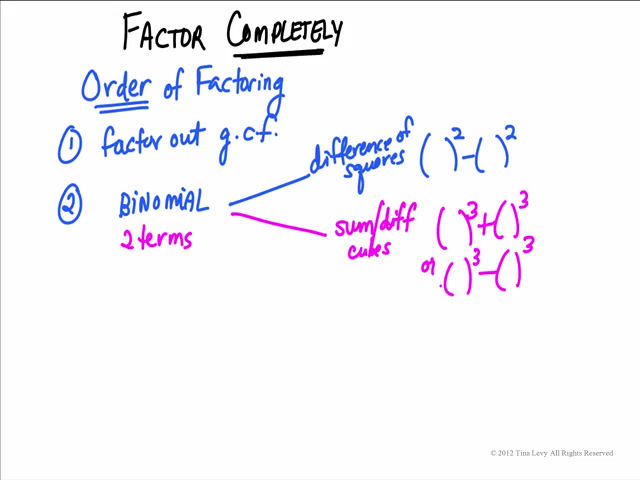 FACTOR COMPLETELY
Order of Factoring
① factor out g.c.f.
② BINOMIAL
2 terms
difference of
squares ( )² – ( )²
sum/diff ( )³ + ( )³
cubes
or ( )³ – ( )³
© 2012 Tina Levy All Rights Reserved